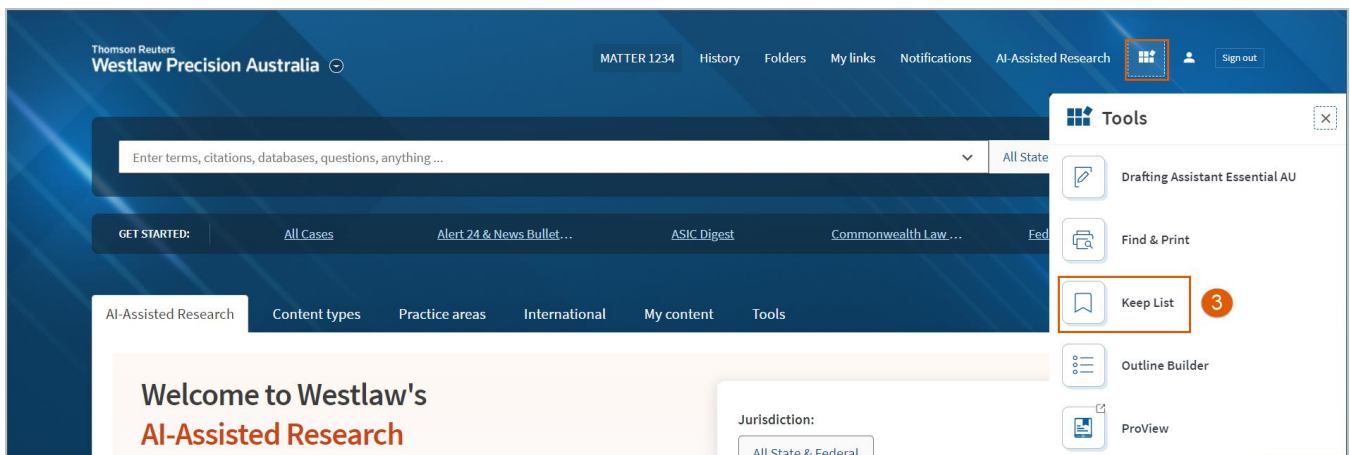 Thomson Reuters
Westlaw Precision Australia
MATTER 1234 History Folders My links Notifications AI-Assisted Research Sign out
Tools
Enter terms, citations, databases, questions, anything ...
All State
Drafting Assistant Essential AU
GET STARTED: All Cases Alert 24 & News Bullet... ASIC Digest Commonwealth Law ... Fed
Find & Print
Keep List 3
AI-Assisted Research Content types Practice areas International My content Tools
Outline Builder
Welcome to Westlaw's
AI-Assisted Research
Jurisdiction:
All State & Federal
ProView